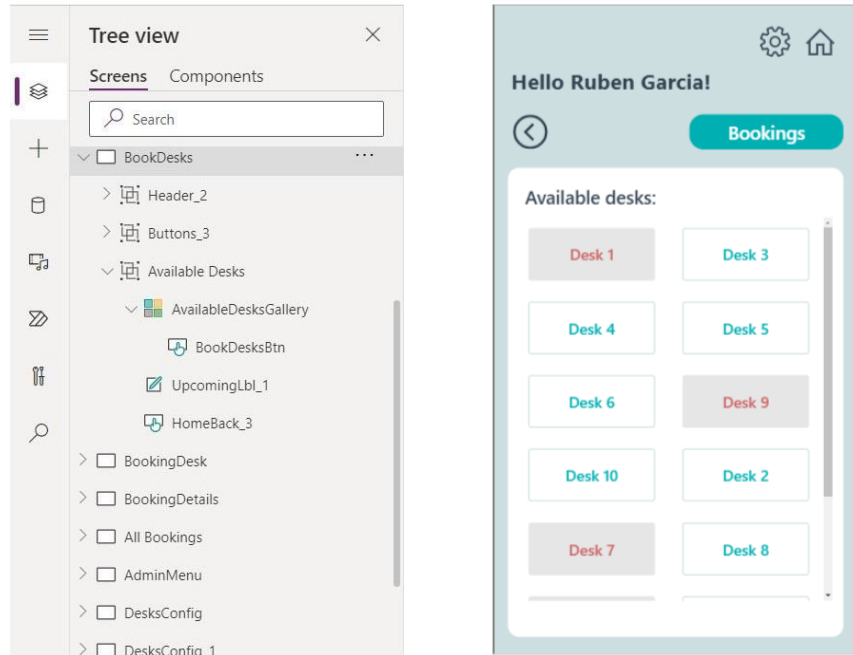 Tree view
Screens Components
Search
BookDesks
Header_2
Buttons_3
Available Desks
AvailableDesksGallery
BookDesksBtn
UpcomingLbl_1
HomeBack_3
BookingDesk
BookingDetails
All Bookings
AdminMenu
DesksConfig
DesksConfig_1
Hello Ruben Garcia!
Bookings
Available desks:
Desk 1 Desk 3
Desk 4 Desk 5
Desk 6 Desk 9
Desk 10 Desk 2
Desk 7 Desk 8